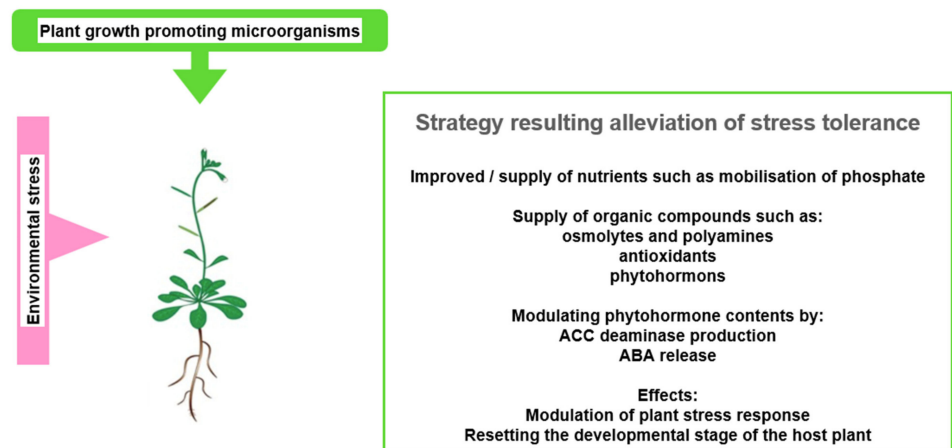 Plant growth promoting microorganisms
Environmental stress
Strategy resulting alleviation of stress tolerance
Improved / supply of nutrients such as mobilisation of phosphate
Supply of organic compounds such as:
osmolytes and polyamines
antioxidants
phytohormons
Modulating phytohormone contents by:
ACC deaminase production
ABA release
Effects:
Modulation of plant stress response
Resetting the developmental stage of the host plant